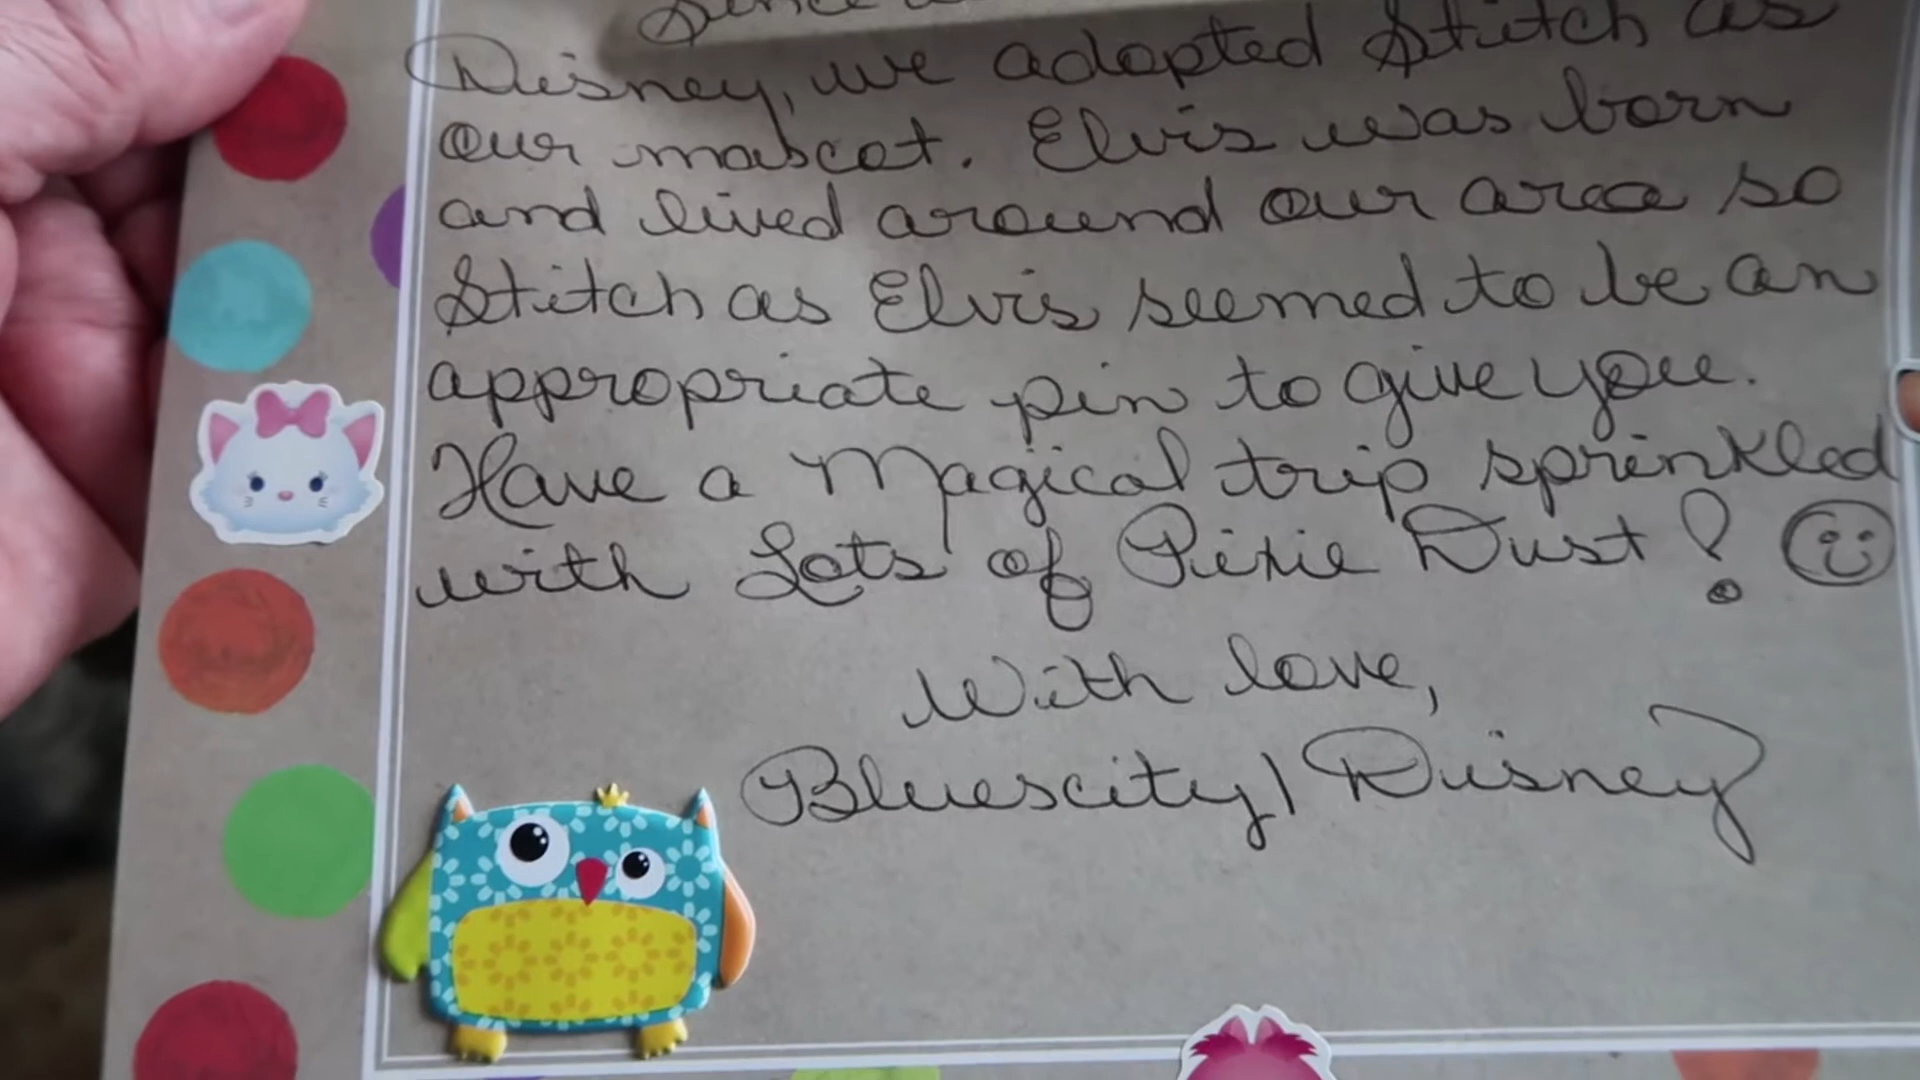 Since
Disney, we adopted Stitch as
our mascot. Elvis was born
and lived around our area so
Stitch as Elvis seemed to be an
appropriate pin to give you.
Have a Magical trip sprinkled
with Lots of Pixie Dust!
With love,
Bluescity1Disney